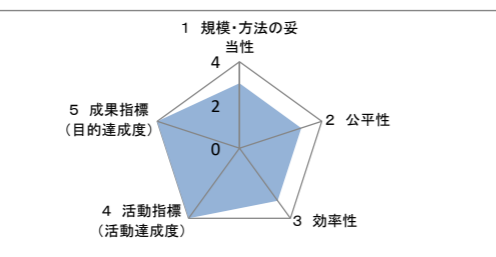 1 規模・方法の妥
当性
4
2
0
2 公平性
3 効率性
4 活動指標
（活動達成度）
5 成果指標
（目的達成度）